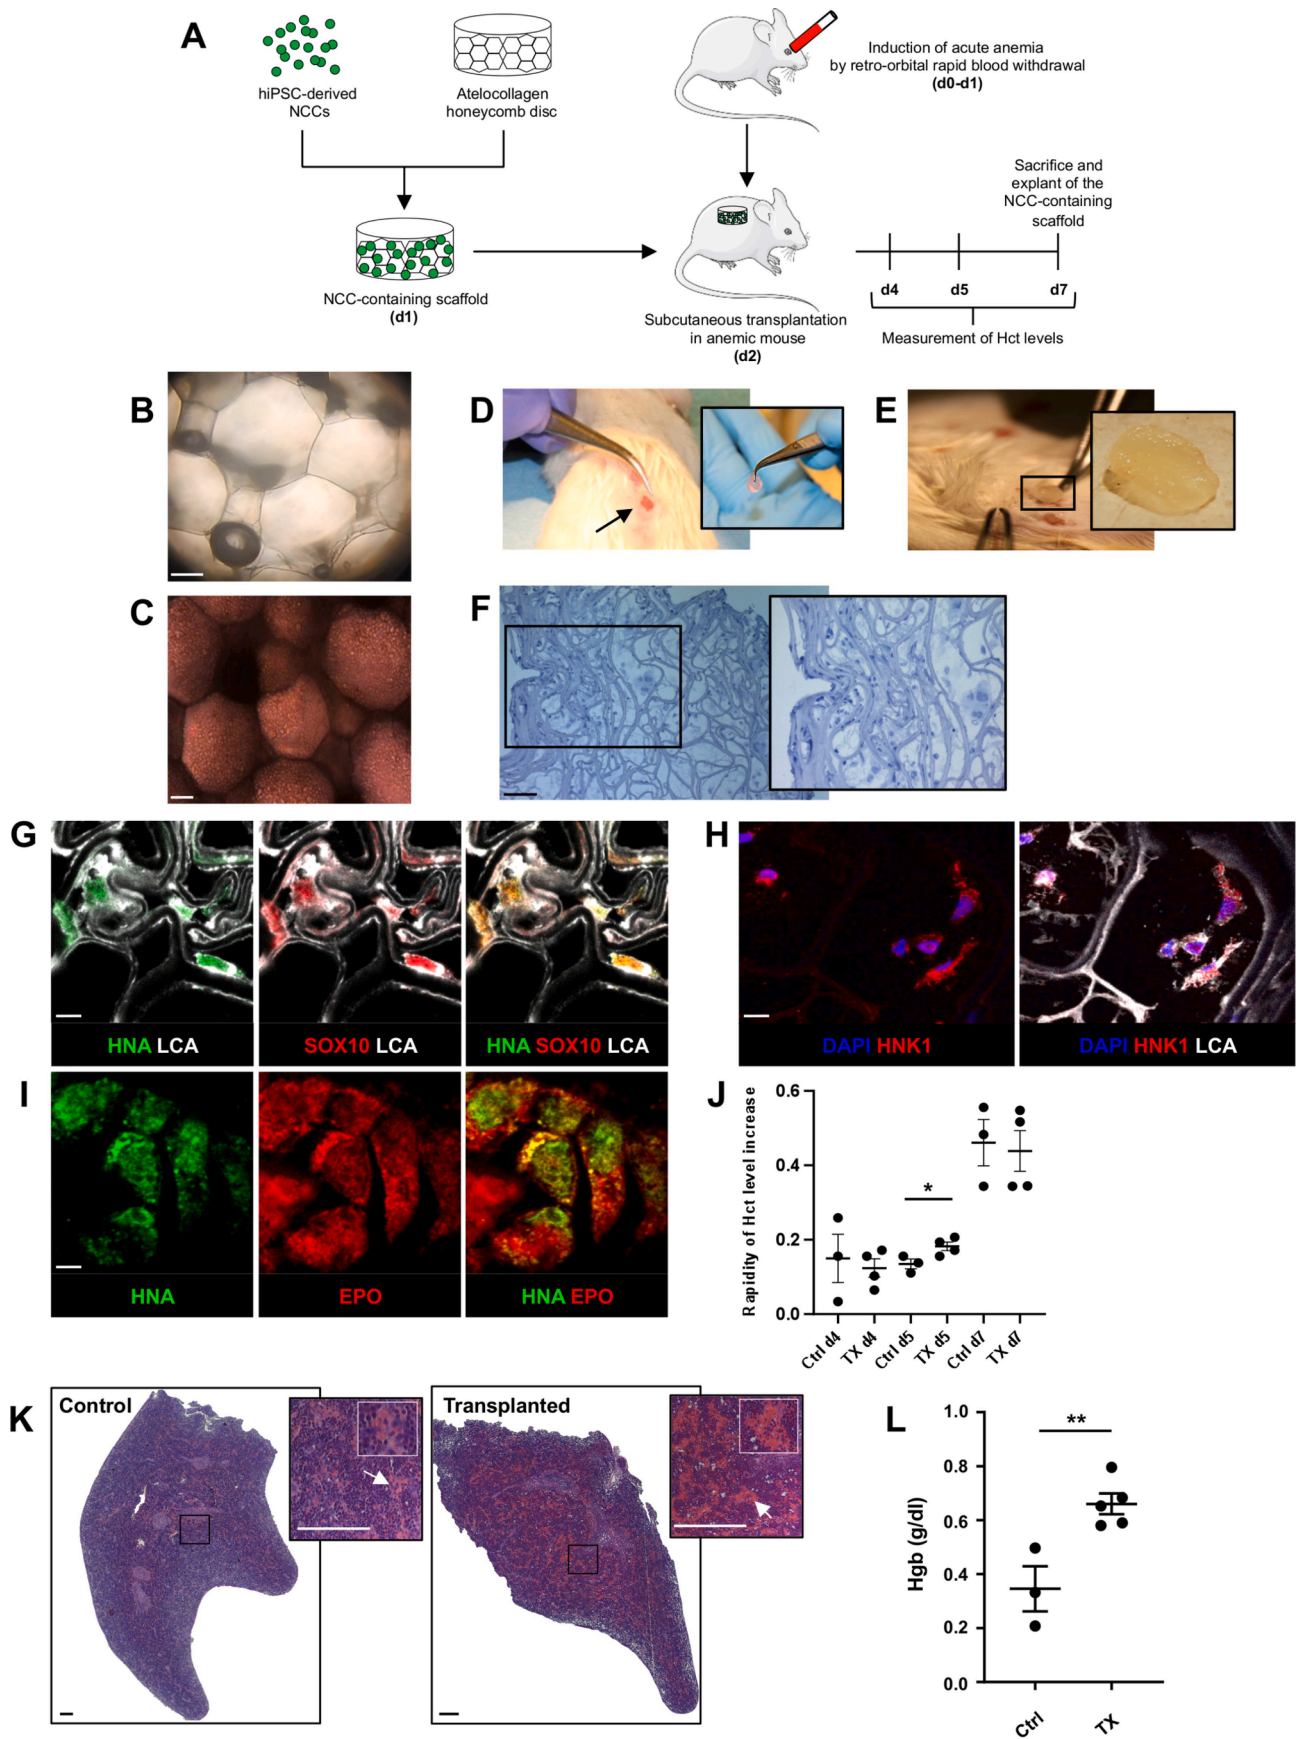 A
hiPSC-derived
NCCs
Atelocollagen
honeycomb disc
Induction of acute anemia
by retro-orbital rapid blood withdrawal
(d0-d1)
NCC-containing scaffold
(d1)
Subcutaneous transplantation
in anemic mouse
(d2)
Sacrifice and
explant of the
NCC-containing
scaffold
d4 d5 d7
Measurement of Hct levels
B
C
D
E
F
G
HNA LCA
SOX10 LCA
HNA SOX10 LCA
H
DAPI HNK1
DAPI HNK1 LCA
I
HNA
EPO
HNA EPO
J
Rapidity of Hct level increase
0.6
0.4
0.2
0.0
Ctrl d4
TX d4
Ctrl d5
TX d5
Ctrl d7
TX d7
*
K
Control
Transplanted
L
Hgb (g/dl)
1.0
0.8
0.6
0.4
0.2
0.0
**
Ctrl
TX